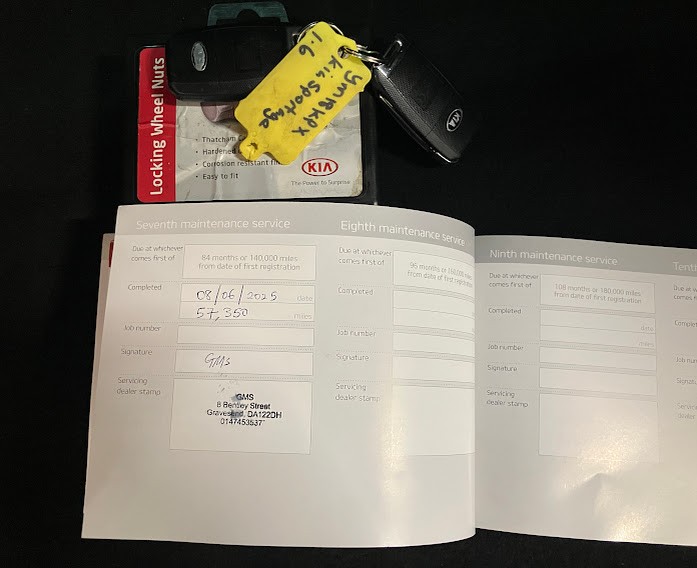 Locking Wheel Nuts
KIA
1.6
Kia Sportage
YM18KPX
• Thatcham
• Hardened
• Corrosion resistant
• Easy to fit
KIA
The Power to Surprise
KIA
Seventh maintenance service
Due at whichever
comes first of
84 months or 140,000 miles
from date of first registration
Completed
08/06/2025 date
57,350 miles
Job number
Signature
GMS
Servicing
dealer stamp
GMS
8 Bentley Street
Gravesend, DA122DH
Eighth maintenance service
Due at whichever
comes first of
96 months or 160,000 miles
from date of first registration
Completed
Job number
Signature
Servicing
dealer stamp
Ninth maintenance service
Due at whichever
comes first of
108 months or 180,000 miles
from date of first registration
Completed
date
miles
Job number
Signature
Servicing
dealer stamp